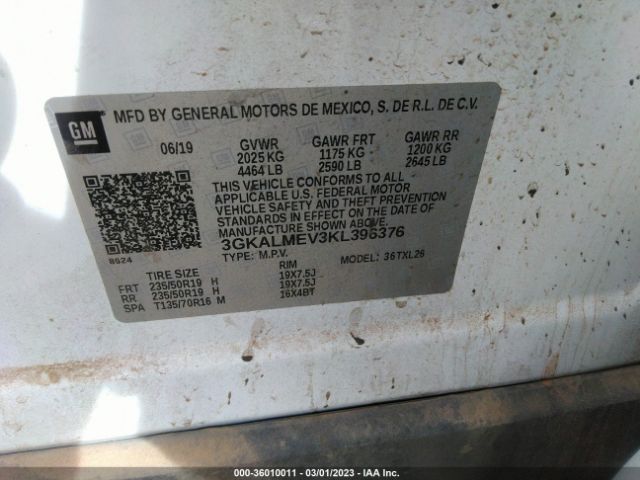 GM
MFD BY GENERAL MOTORS DE MEXICO, S. DE R.L. DE C.V.
06/19 GVWR GAWR FRT GAWR RR
2025 KG 1175 KG 1200 KG
4464 LB 2590 LB 2645 LB
THIS VEHICLE CONFORMS TO ALL
APPLICABLE U.S. FEDERAL MOTOR
VEHICLE SAFETY AND THEFT PREVENTION
STANDARDS IN EFFECT ON THE DATE OF
MANUFACTURE SHOWN ABOVE.
3GKALMEV3KL396376
8524 TYPE: M.P.V. MODEL: 36TXL26
TIRE SIZE RIM
FRT 235/50R19 H 19X7.5J
RR 235/50R19 H 19X7.5J
SPA T135/70R16 M 16X4BT
000-36010011 — 03/01/2023 — IAA Inc.